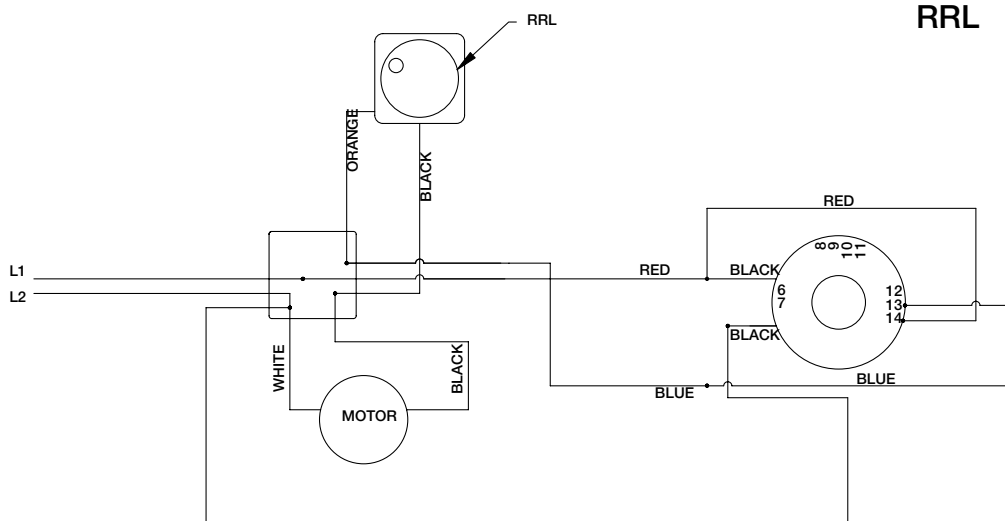 RRL
RRL
ORANGE
BLACK
RED
L1
L2
RED
BLACK
BLACK
8
9
10
11
6
7
12
13
14
WHITE
BLACK
MOTOR
BLUE
BLUE